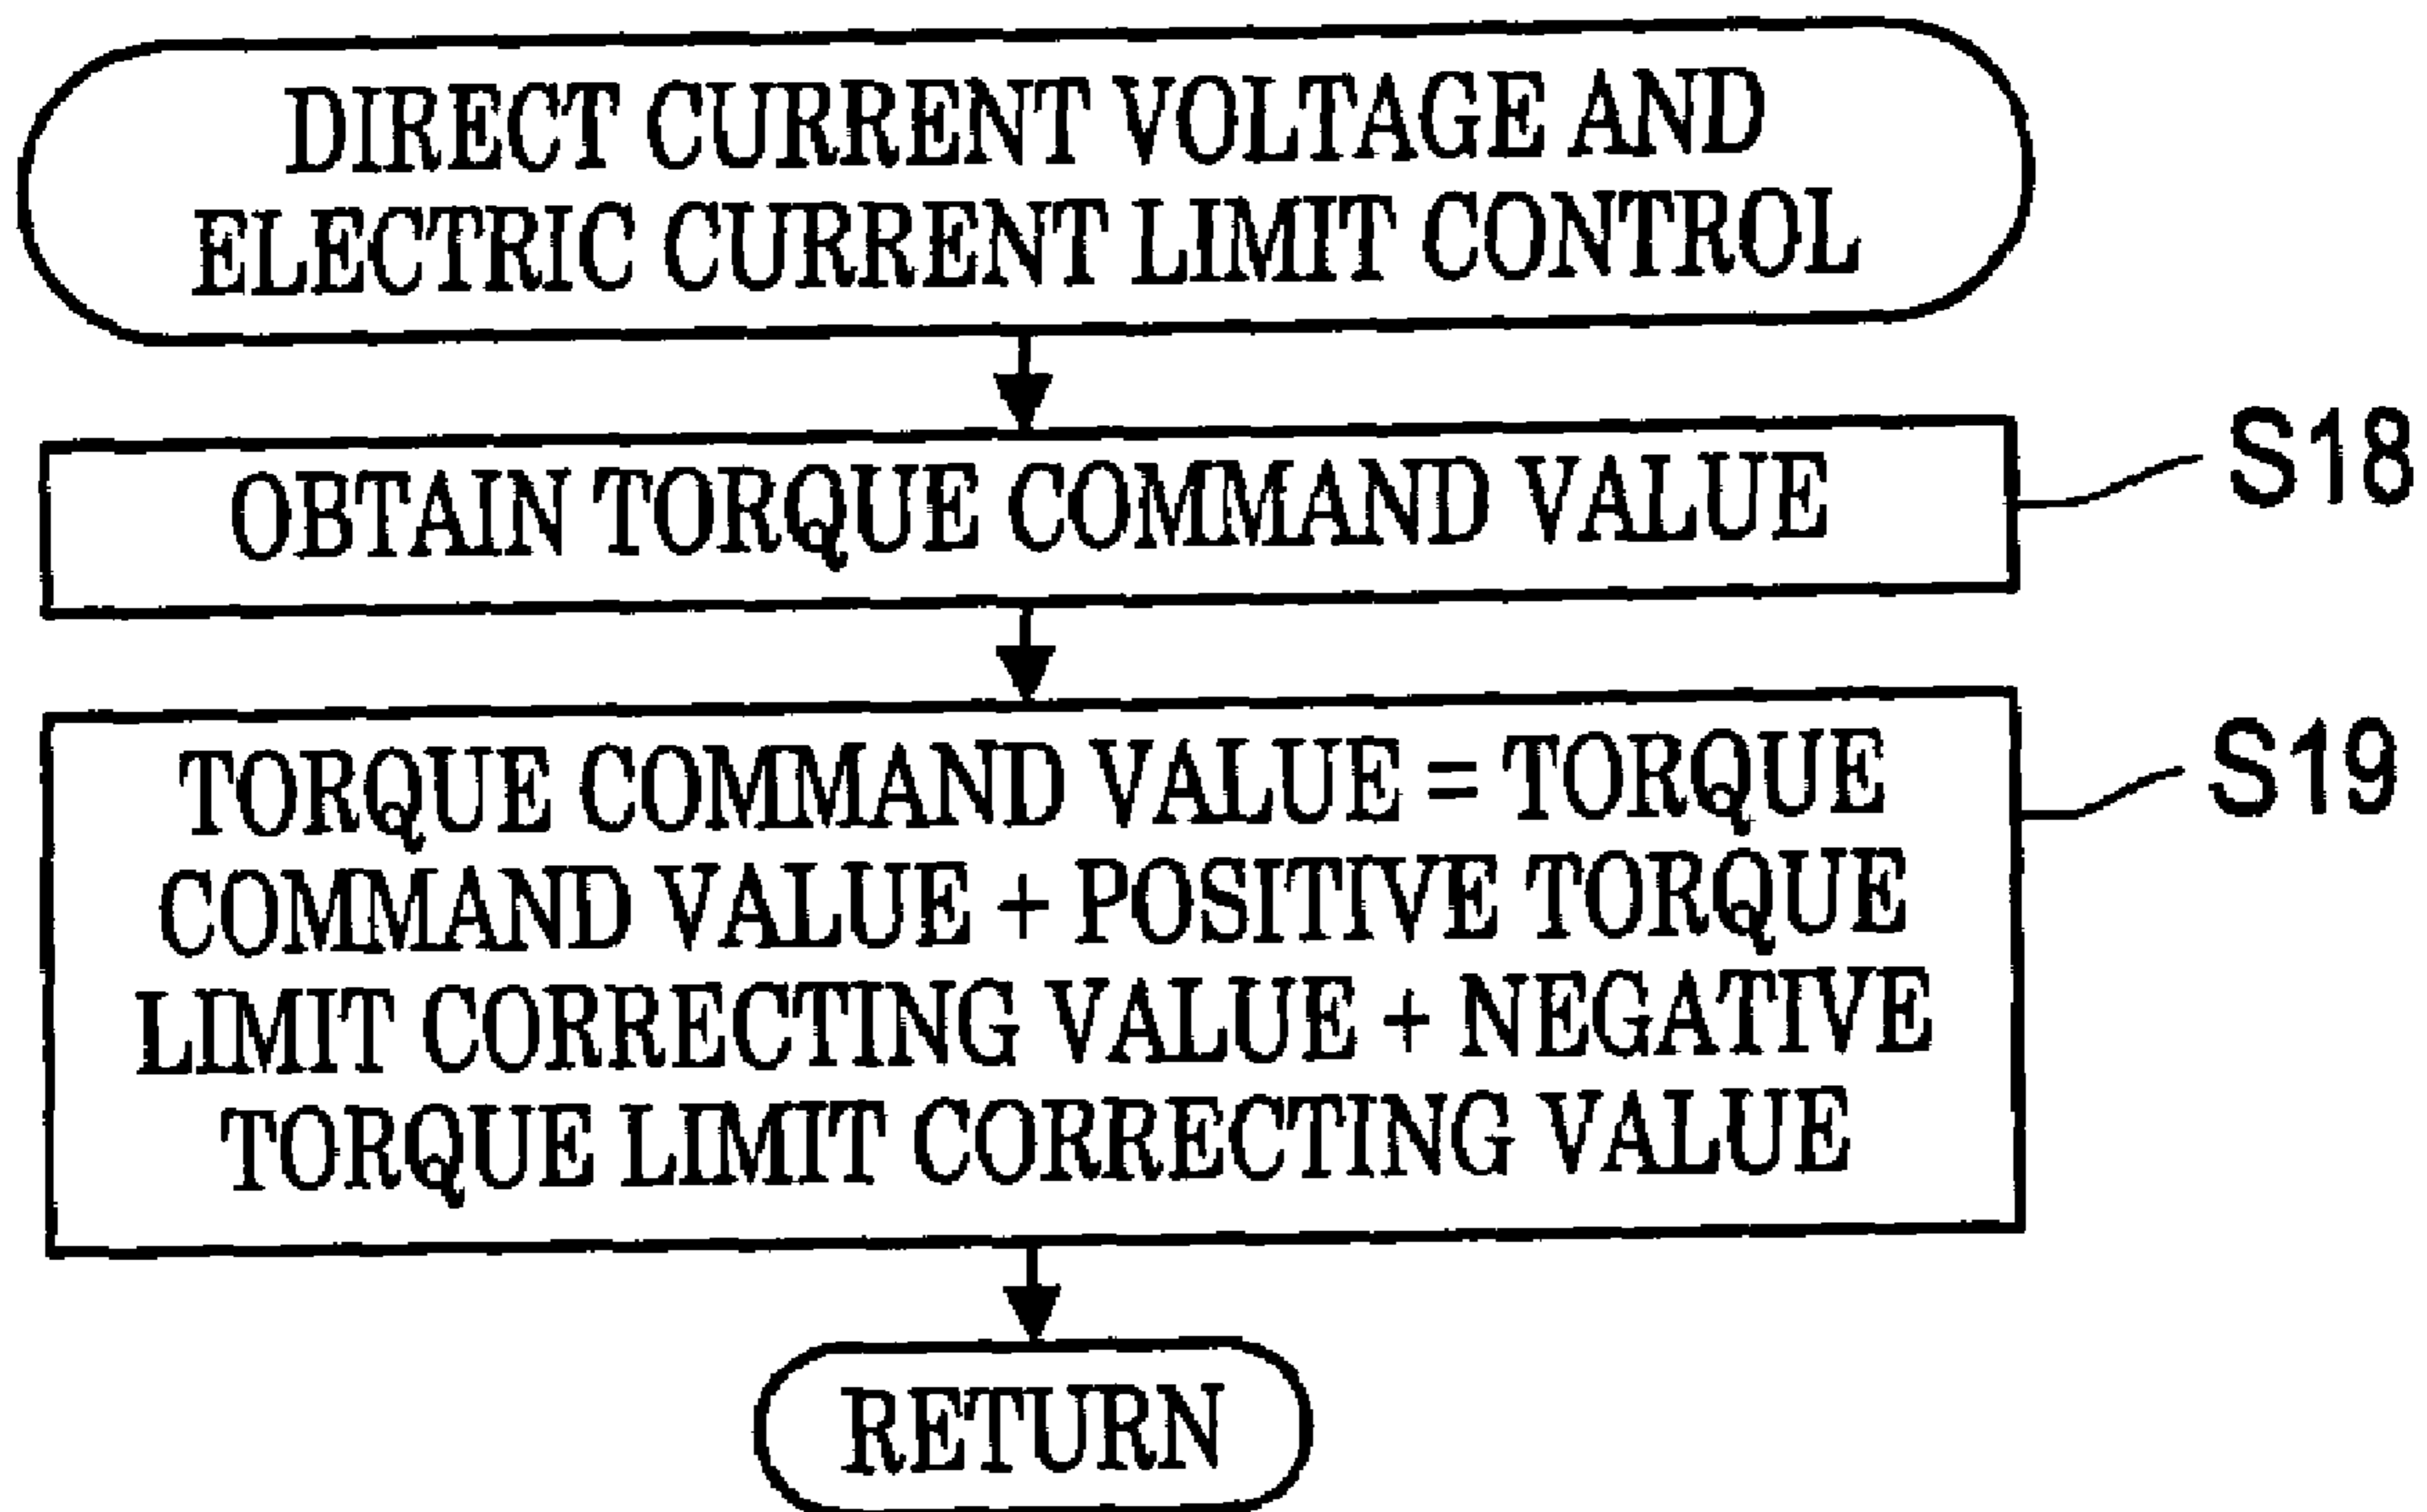 DIRECT CURRENT VOLTAGE AND
ELECTRIC CURRENT LIMIT CONTROL
OBTAIN TORQUE COMMAND VALUE
S18
TORQUE COMMAND VALUE = TORQUE
COMMAND VALUE + POSITIVE TORQUE
LIMIT CORRECTING VALUE + NEGATIVE
TORQUE LIMIT CORRECTING VALUE
S19
RETURN